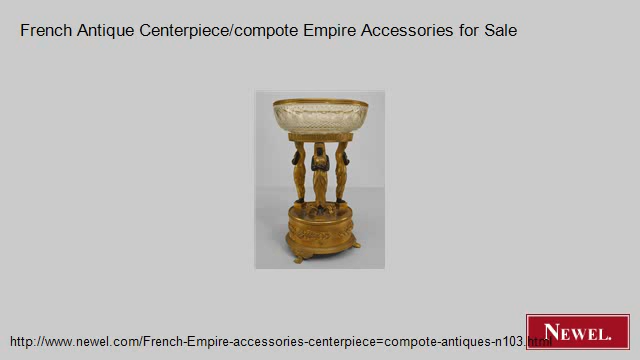 French Antique Centerpiece/compote Empire Accessories for Sale
NEWEL.
http://www.newel.com/French-Empire-accessories-centerpiece=compote-antiques-n103.html